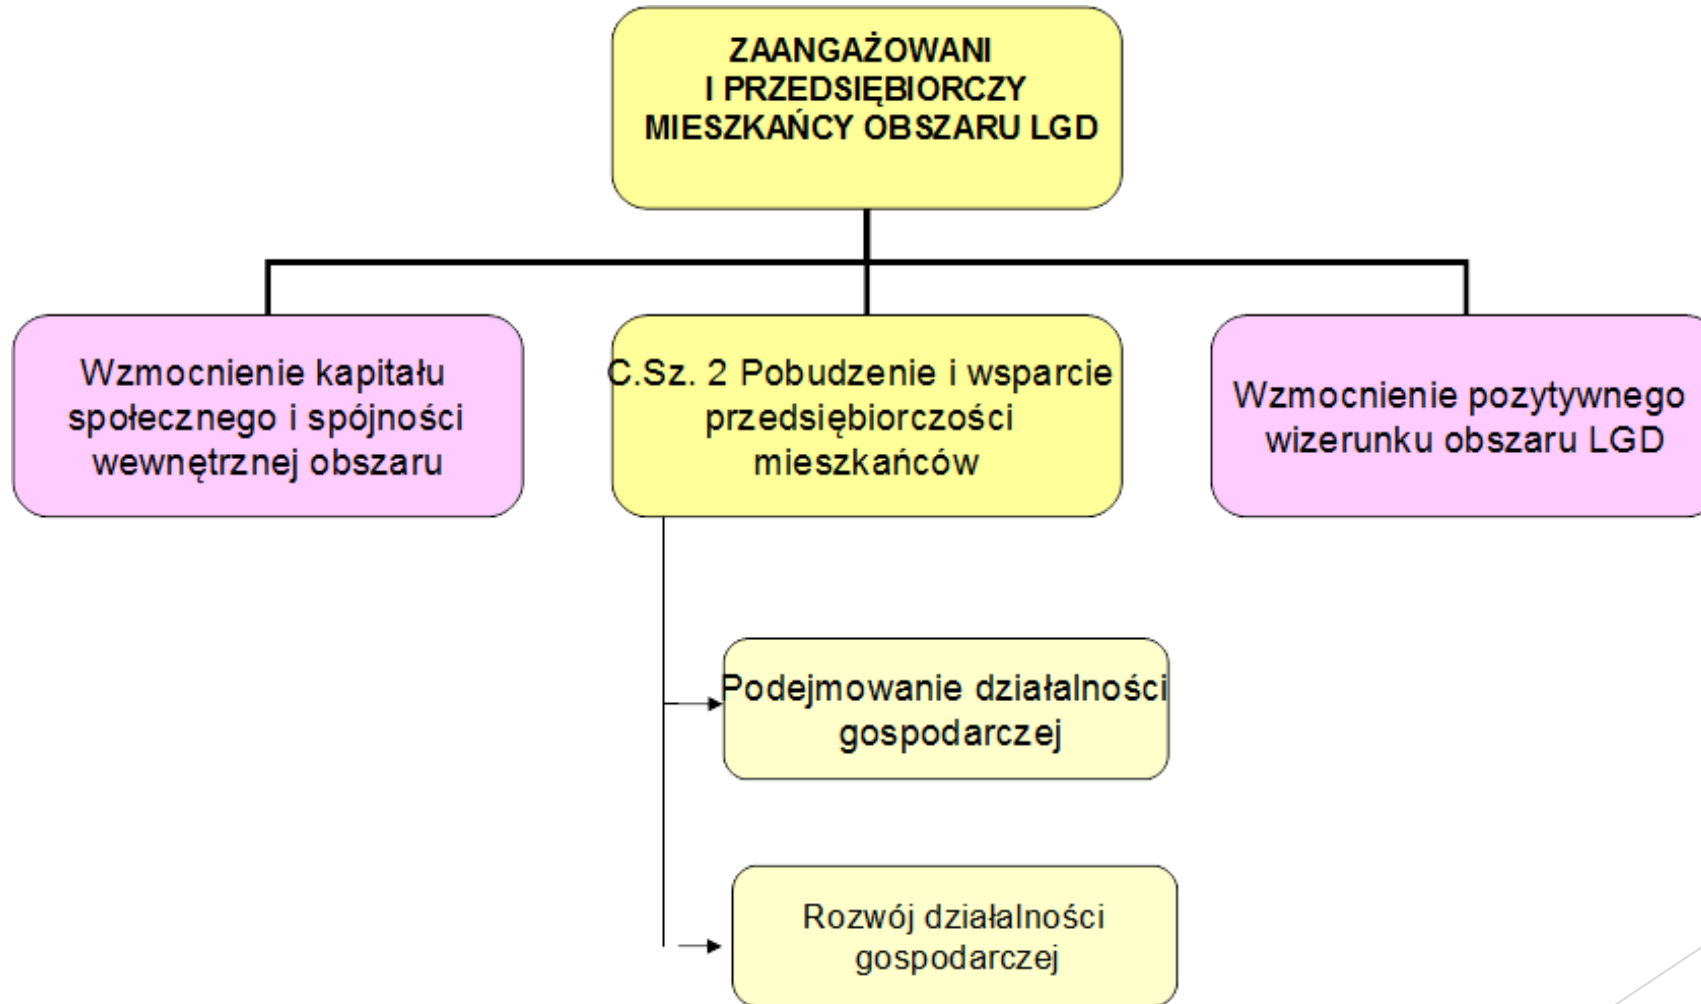 ZAANGAŻOWANI
I PRZEDSIĘBIORCZY
MIESZKAŃCY OBSZARU LGD
Wzmocnienie kapitału
społecznego i spójności
wewnętrznej obszaru
C.Sz. 2 Pobudzenie i wsparcie
przedsiębiorczości
mieszkańców
Wzmocnienie pozytywnego
wizerunku obszaru LGD
Podejmowanie działalności
gospodarczej
Rozwój działalności
gospodarczej